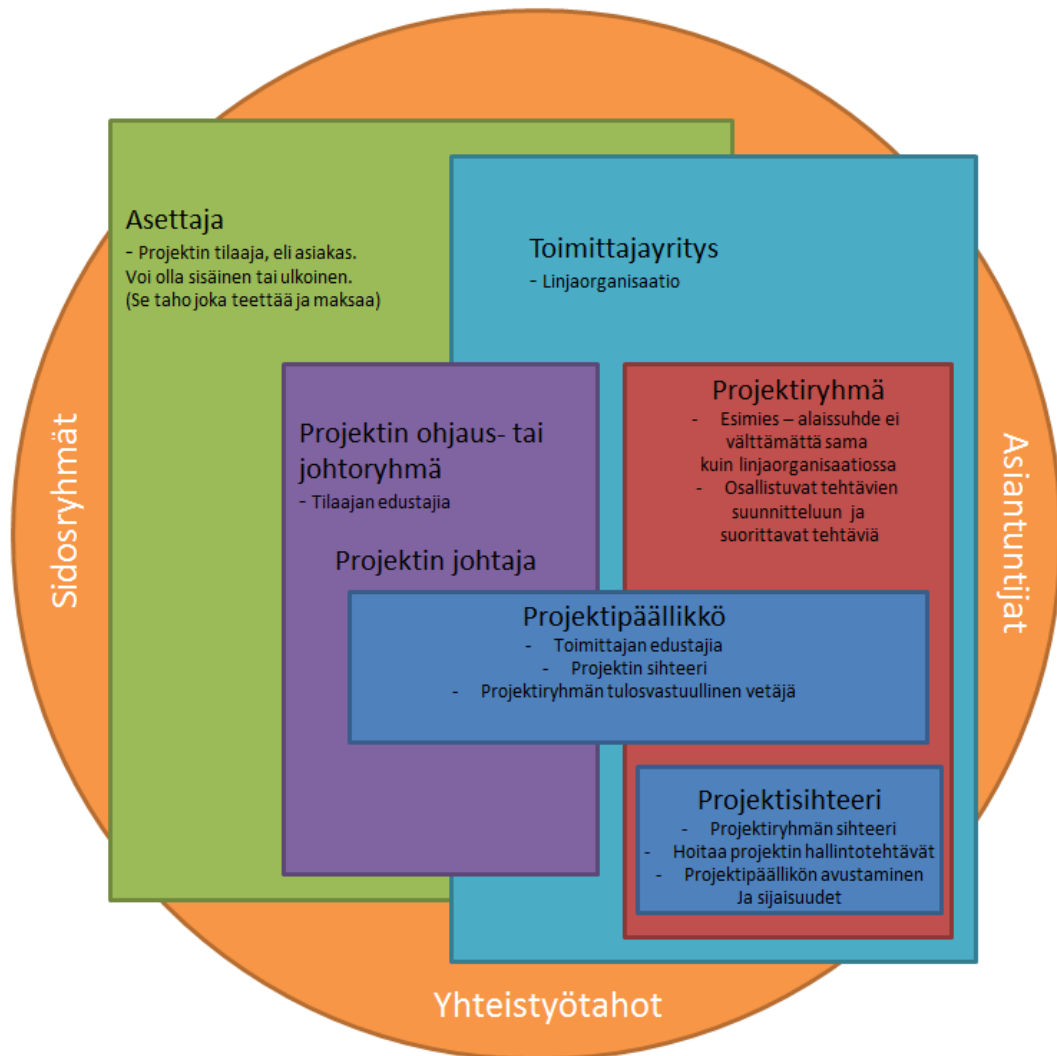 Asettaja
- Projektin tilaaja, eli asiakas.
Voi olla sisäinen tai ulkoinen.
(Se taho joka teettää ja maksaa)
Toimittajayritys
- Linjaorganisaatio
Projektin ohjaus- tai
johtoryhmä
- Tilaajan edustajia
Projektin johtaja
Projektiryhmä
- Esimies – alaissuhde ei
välttämättä sama
kuin linjaorganisaatiossa
- Osallistuvat tehtävien
suunnitteluun ja
suorittavat tehtäviä
Projektipäällikkö
- Toimittajan edustajia
- Projektin sihteeri
- Projektiryhmän tulosvastuullinen vetäjä
Projektisihteeri
- Projektiryhmän sihteeri
- Hoitaa projektin hallintotehtävät
- Projektipäällikön avustaminen
Ja sijaisuudet
Sidosryhmät
Asiantuntijat
Yhteistyötahot